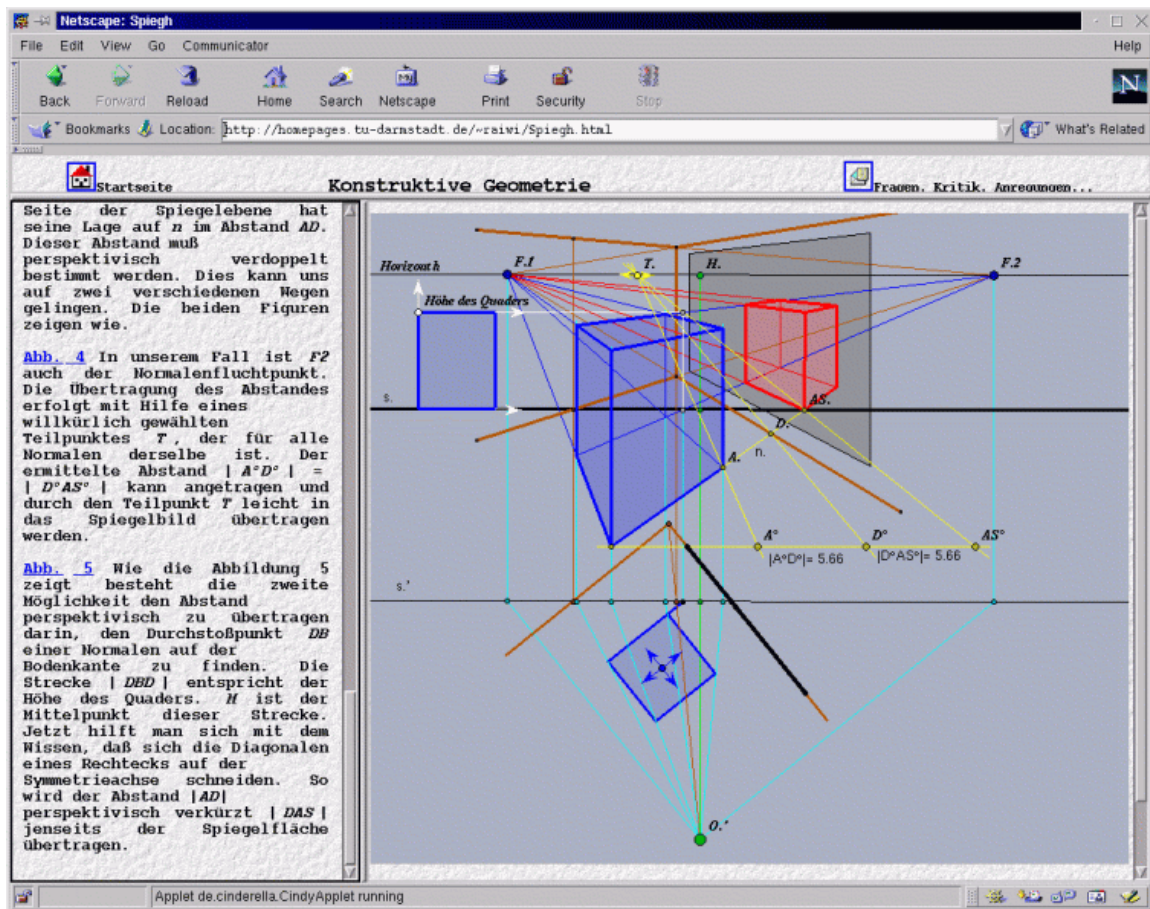 Netscape: Spiegh
File Edit View Go Communicator Help
Back Forward Reload Home Search Netscape Print Security Stop
N
Bookmarks Location: http://homepages.tu-darmstadt.de/~raiwi/Spiegh.html What's Related
Startseite Konstruktive Geometrie Fragen, Kritik, Anregungen...
Seite der Spiegelebene hat
seine Lage auf n im Abstand AD.
Dieser Abstand muß
perspektivisch verdoppelt
bestimmt werden. Dies kann uns
auf zwei verschiedenen Wegen
gelingen. Die beiden Figuren
zeigen wie.
Abb. 4 In unserem Fall ist F2
auch der Normalenfluchtpunkt.
Die Übertragung des Abstandes
erfolgt mit Hilfe eines
willkürlich gewählten
Teilpunktes T , der für alle
Normalen derselbe ist. Der
ermittelte Abstand | A°D° | =
| D°AS° | kann angetragen und
durch den Teilpunkt T leicht in
das Spiegelbild übertragen
werden.
Abb. 5 Wie die Abbildung 5
zeigt besteht die zweite
Möglichkeit den Abstand
perspektivisch zu übertragen
darin, den Durchstoßpunkt DB
einer Normalen auf der
Bodenkante zu finden. Die
Strecke | DBD | entspricht der
Höhe des Quaders. M ist der
Mittelpunkt dieser Strecke.
Jetzt hilft man sich mit dem
Wissen, daß sich die Diagonalen
eines Rechtecks auf der
Symmetrieachse schneiden. So
wird der Abstand |AD|
perspektivisch verkürzt | DAS |
jenseits der Spiegelfläche
übertragen.
Horizont h F.1 T. H. F.2
Höhe des Quaders
s. AS.
D.
A. n.
A° D° AS°
|A°D°|= 5.66 |D°AS°|= 5.66
s.'
O.'
Applet de.cinderella.CindyApplet running